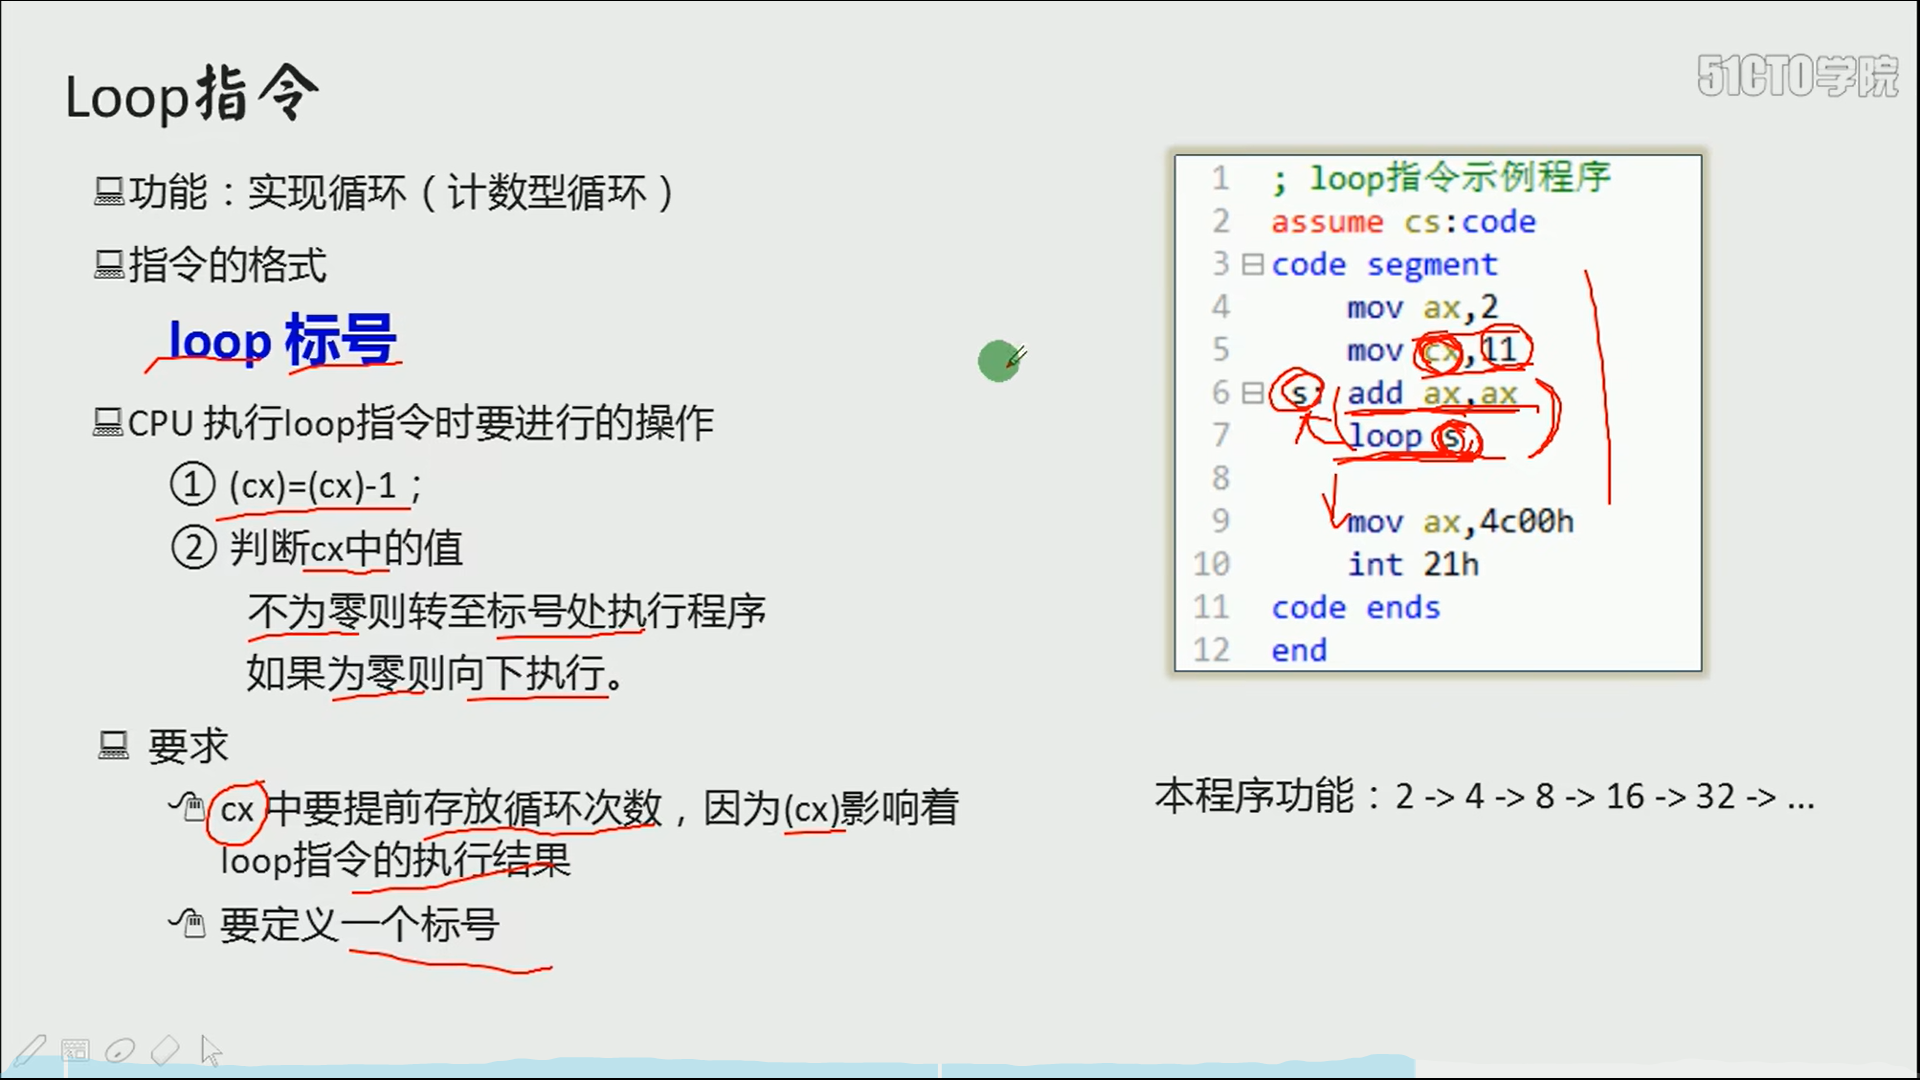 Loop指令
51CTO学院
功能：实现循环（计数型循环）
指令的格式
loop 标号
CPU 执行loop指令时要进行的操作
① (cx)=(cx)-1；
② 判断cx中的值
不为零则转至标号处执行程序
如果为零则向下执行。
要求
cx 中要提前存放循环次数，因为(cx)影响着
loop指令的执行结果
要定义一个标号
1 ; loop指令示例程序
2 assume cs:code
3 code segment
4 mov ax,2
5 mov cx,11
6 s: add ax,ax
7 loop s
8
9 mov ax,4c00h
10 int 21h
11 code ends
12 end
本程序功能：2 -> 4 -> 8 -> 16 -> 32 -> ...